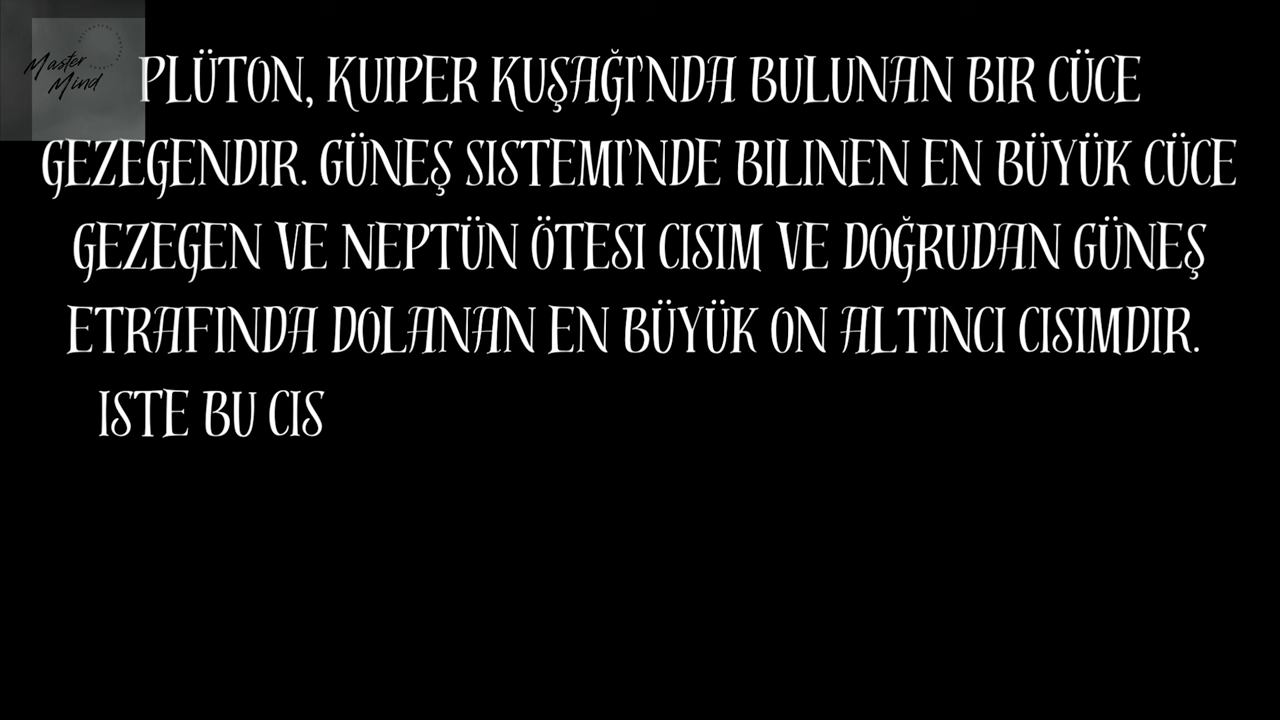 Master
Mind
PLÜTON, KUIPER KUŞAĞI'NDA BULUNAN BIR CÜCE
GEZEGENDIR. GÜNEŞ SISTEMI'NDE BILINEN EN BÜYÜK CÜCE
GEZEGEN VE NEPTÜN ÖTESI CISIM VE DOĞRUDAN GÜNEŞ
ETRAFINDA DOLANAN EN BÜYÜK ON ALTINCI CISIMDIR.
ISTE BU CIS